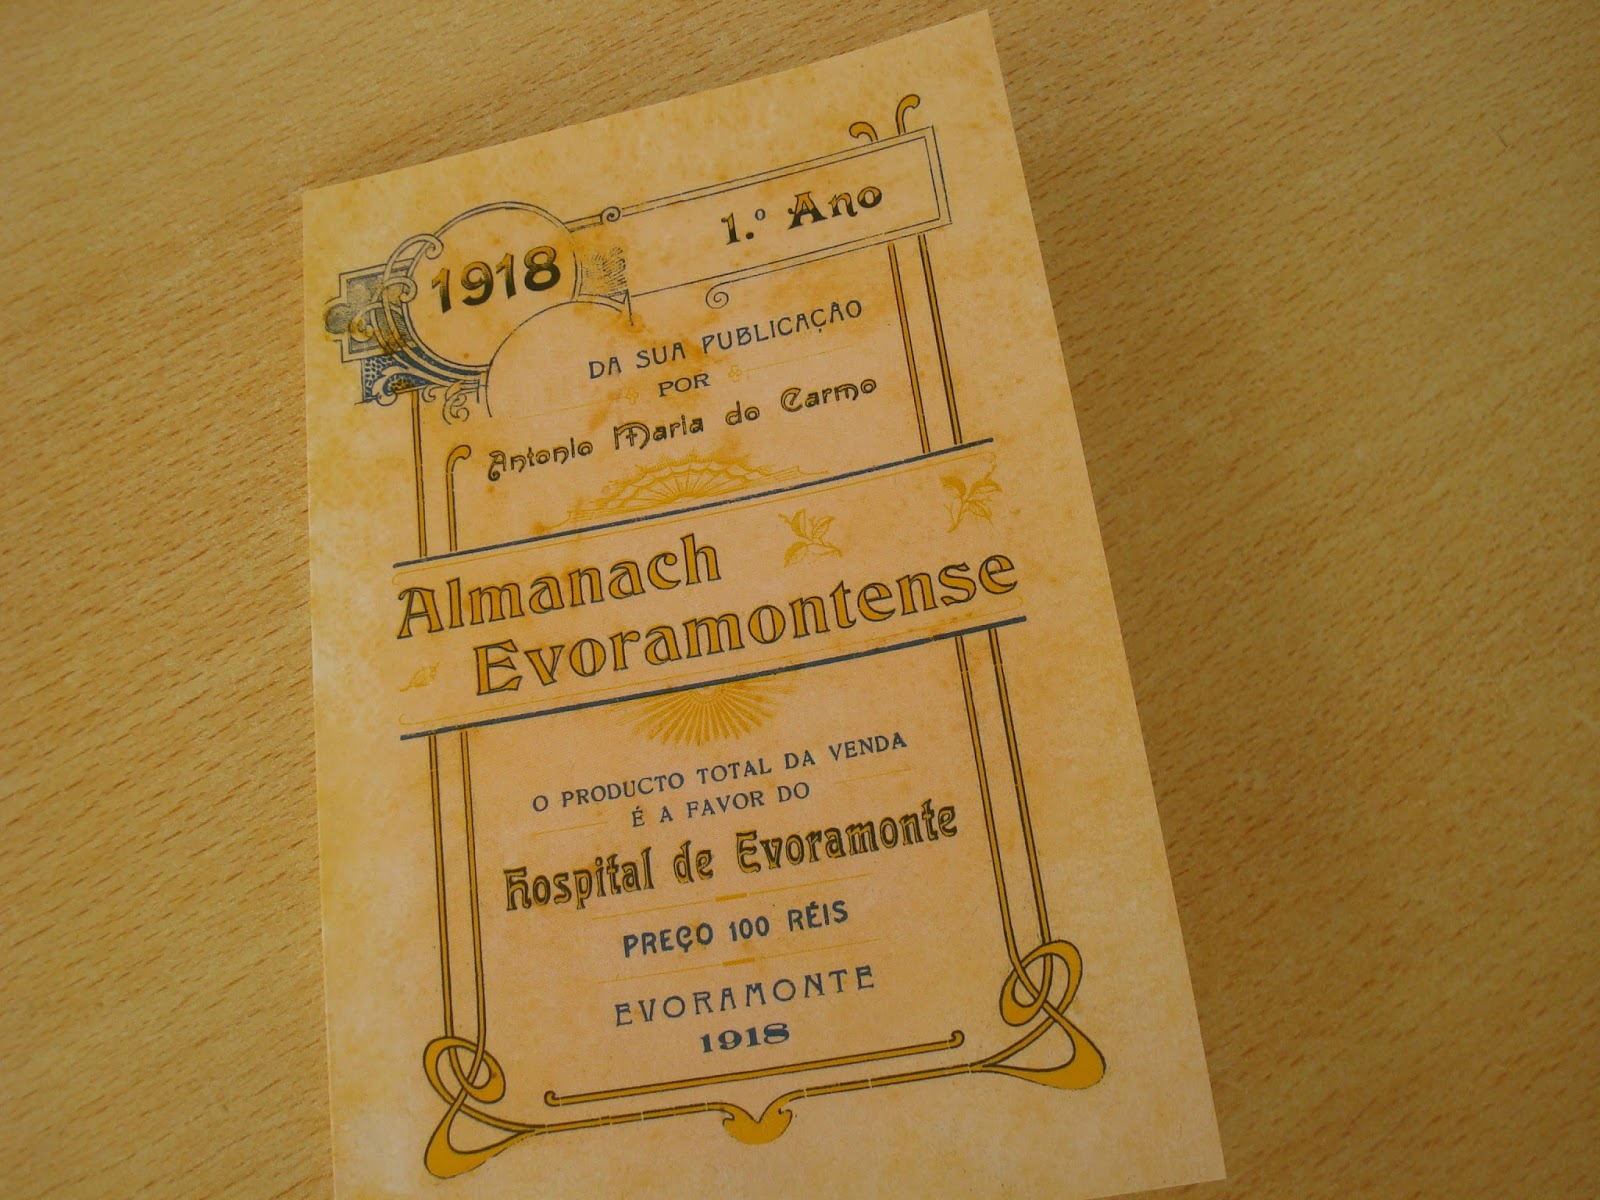 1918
1.º Ano
DA SUA PUBLICAÇÃO
POR
Antonio Maria do Carmo
Almanach
Evoramontense
O PRODUCTO TOTAL DA VENDA
É A FAVOR DO
Hospital de Evoramonte
PREÇO 100 RÉIS
EVORAMONTE
1918